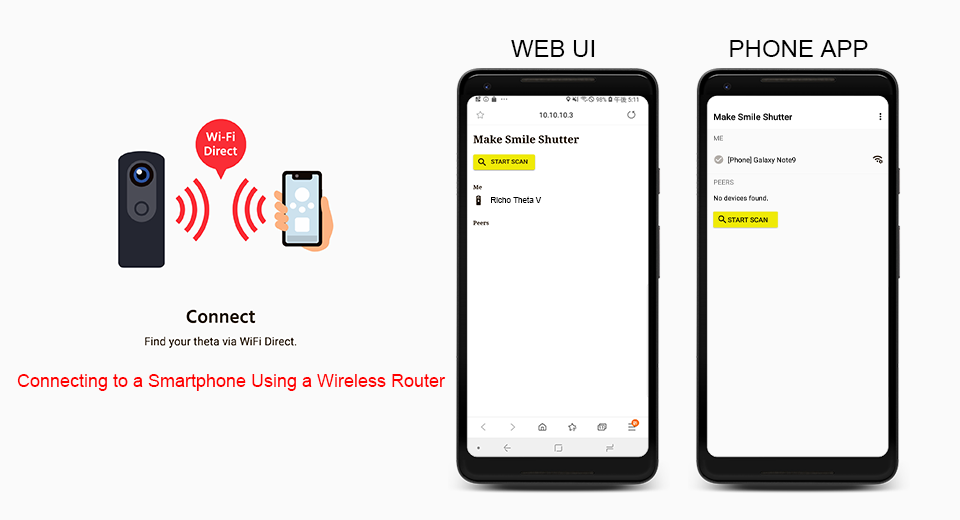 WEB UI
PHONE APP
Wi-Fi
Direct
Connect
Find your theta via WiFi Direct.
Connecting to a Smartphone Using a Wireless Router
98% 午後 5:11
10.10.10.3
Make Smile Shutter
START SCAN
Me
Richo Theta V
Peers
Make Smile Shutter
ME
[Phone] Galaxy Note9
PEERS
No devices found.
START SCAN